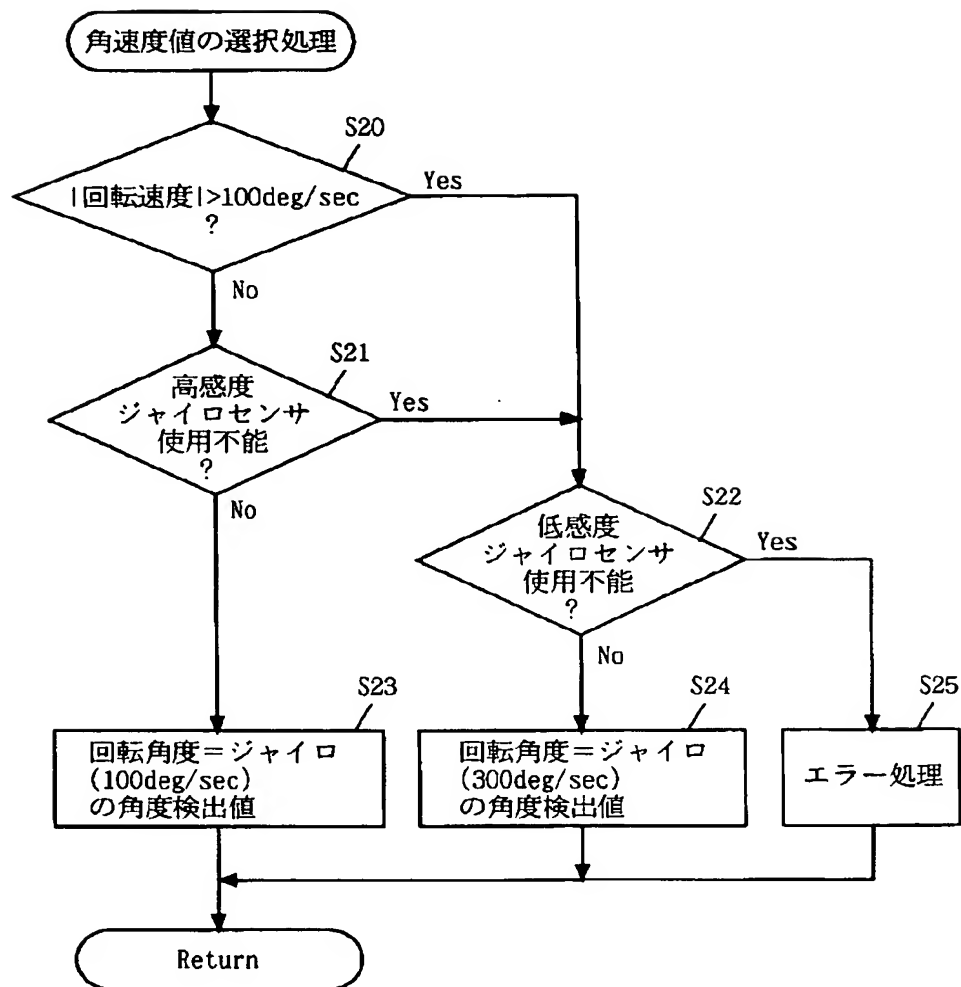 角速度値の選択処理
S20
|回転速度|>100deg/sec
?
Yes
No
S21
高感度
ジャイロセンサ
使用不能
?
Yes
No
S22
低感度
ジャイロセンサ
使用不能
?
Yes
No
S23
回転角度=ジャイロ
(100deg/sec)
の角度検出値
S24
回転角度=ジャイロ
(300deg/sec)
の角度検出値
S25
エラー処理
Return